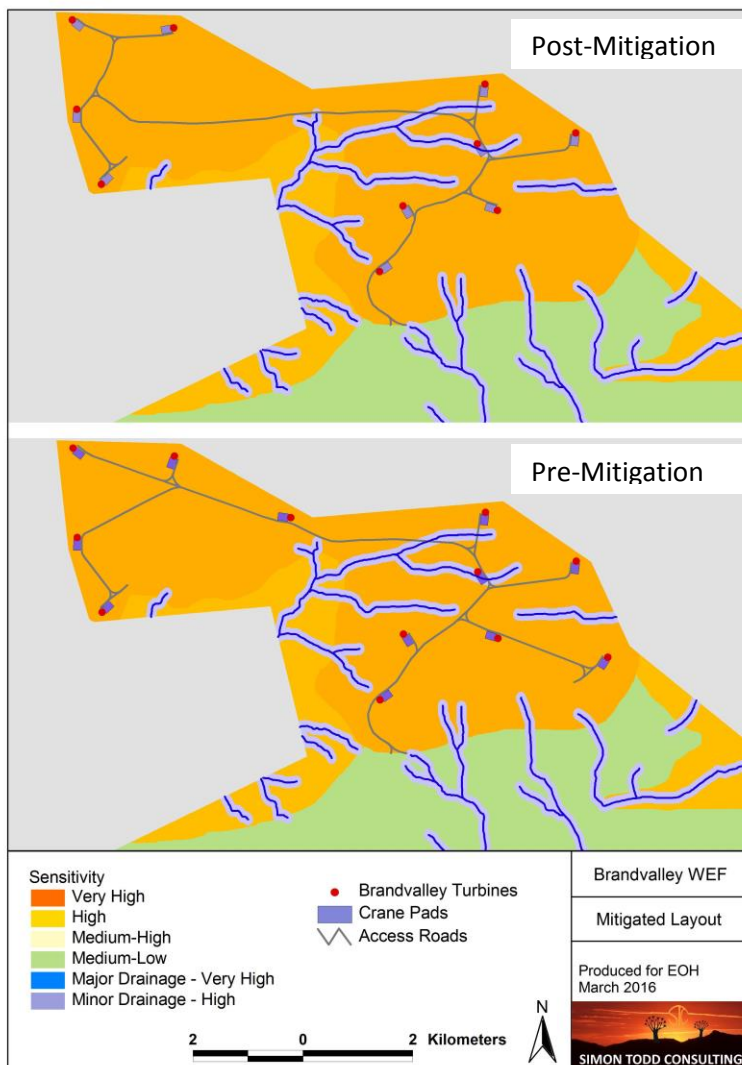 Post-Mitigation
Pre-Mitigation
Sensitivity
Very High
High
Medium-High
Medium-Low
Major Drainage - Very High
Minor Drainage - High
Brandvalley Turbines
Crane Pads
Access Roads
2 0 2 Kilometers
N
Brandvalley WEF
Mitigated Layout
Produced for EOH
March 2016
SIMON TODD CONSULTING